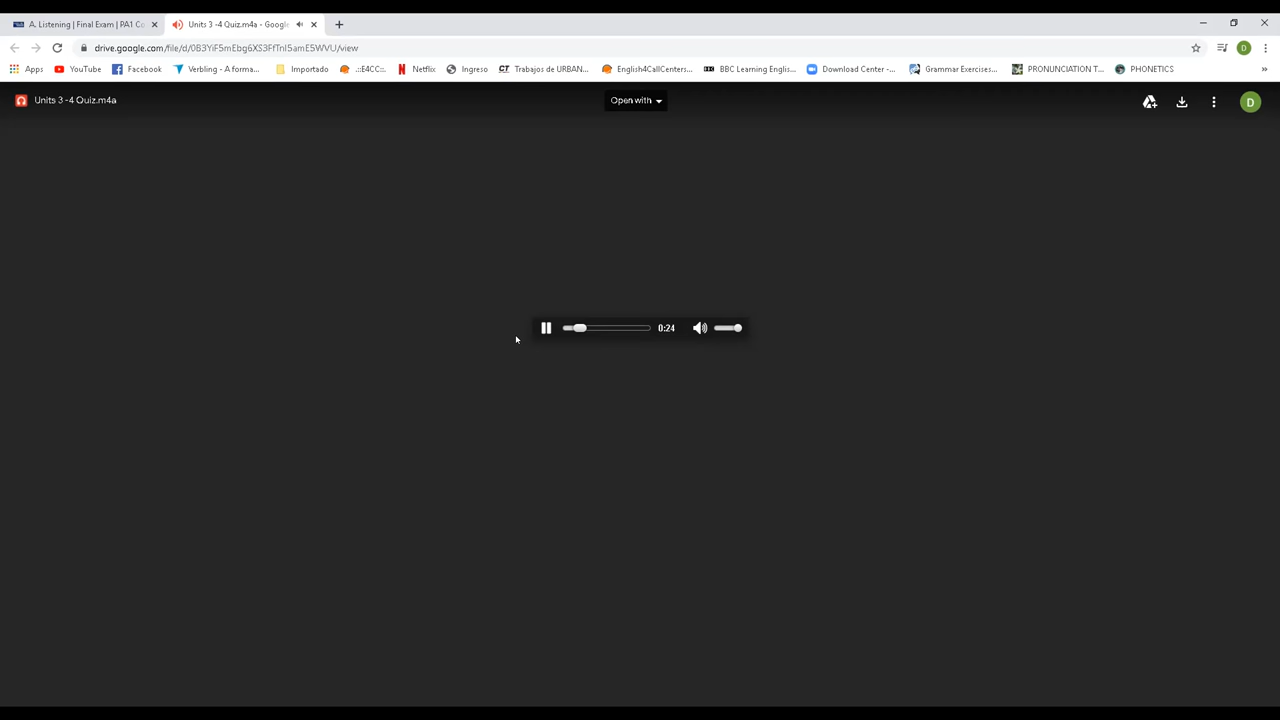 A. Listening | Final Exam | PA1 Co
Units 3 -4 Quiz.m4a - Google
drive.google.com/file/d/0B3YiF5mEbg6XS3FfTnI5amE5WVU/view
Apps
YouTube
Facebook
Verbling - A forma...
Importado
.::E4CC::.
Netflix
Ingreso
CT Trabajos de URBAN...
English4CallCenters...
BBC Learning Englis...
Download Center -...
Grammar Exercises...
PRONUNCIATION T...
PHONETICS
»
Units 3 -4 Quiz.m4a
Open with
D
D
0:24